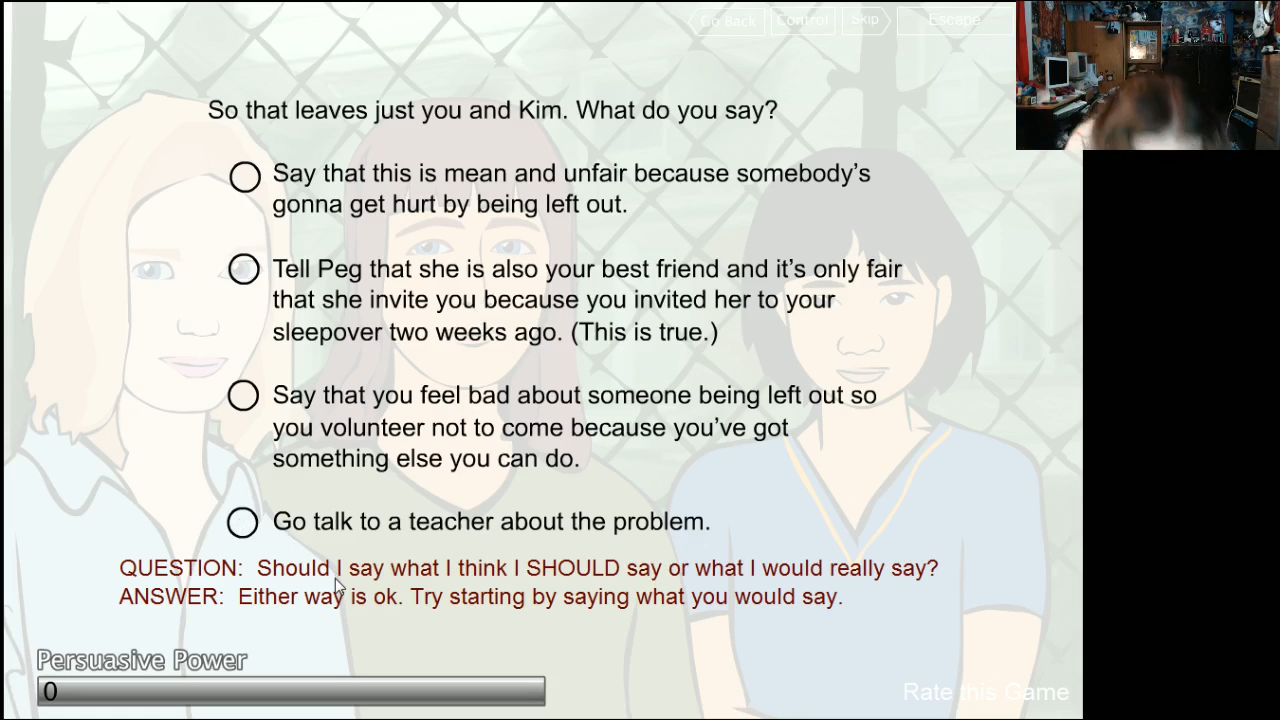 Go Back Control Skip Escape
So that leaves just you and Kim. What do you say?
Say that this is mean and unfair because somebody's
gonna get hurt by being left out.
Tell Peg that she is also your best friend and it's only fair
that she invite you because you invited her to your
sleepover two weeks ago. (This is true.)
Say that you feel bad about someone being left out so
you volunteer not to come because you've got
something else you can do.
Go talk to a teacher about the problem.
QUESTION: Should I say what I think I SHOULD say or what I would really say?
ANSWER: Either way is ok. Try starting by saying what you would say.
Persuasive Power
0
Rate this Game